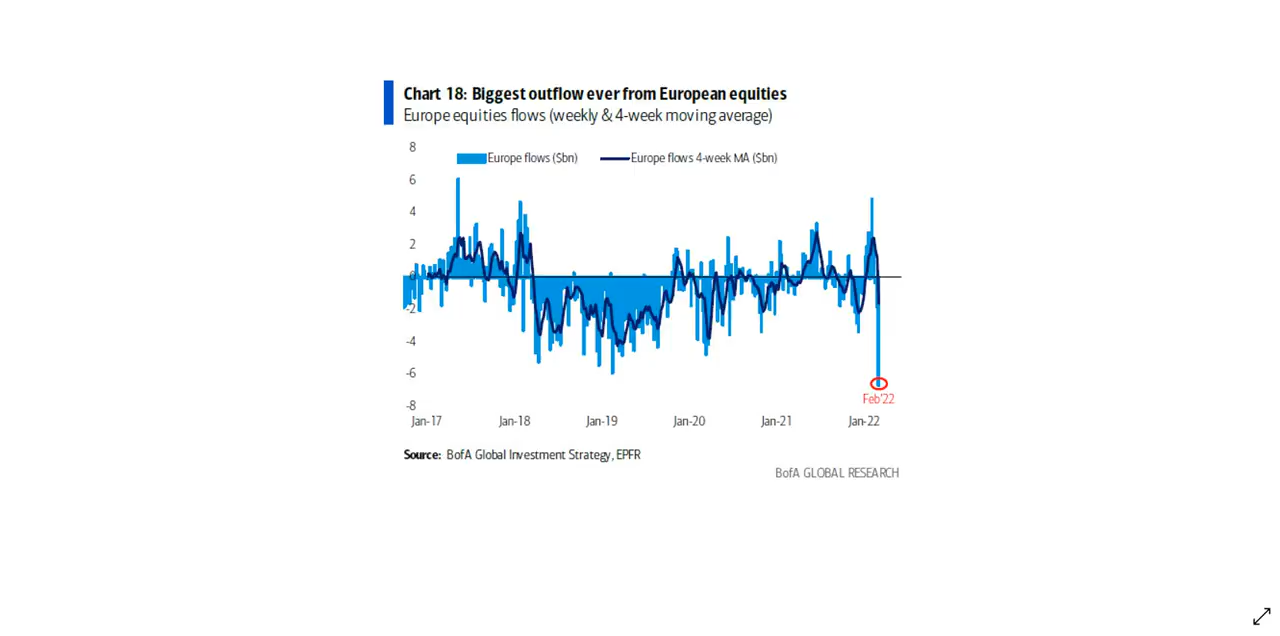 Chart 18: Biggest outflow ever from European equities
Europe equities flows (weekly & 4-week moving average)
8
Europe flows ($bn)
Europe flows 4-week MA ($bn)
6
4
2
0
-2
-4
-6
-8
Feb'22
Jan-17
Jan-18
Jan-19
Jan-20
Jan-21
Jan-22
Source: BofA Global Investment Strategy, EPFR
BofA GLOBAL RESEARCH